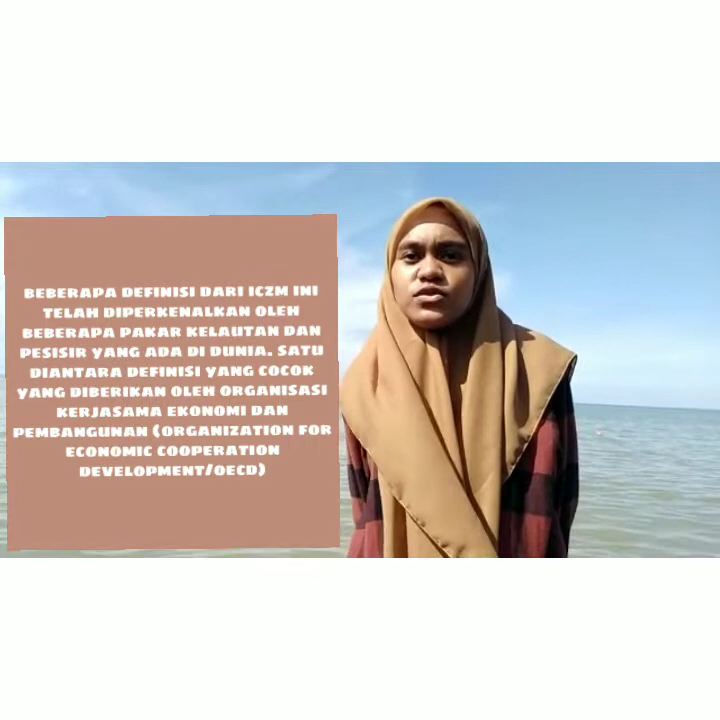 BEBERAPA DEFINISI DARI ICZM INI
TELAH DIPERKENALKAN OLEH
BEBERAPA PAKAR KELAUTAN DAN
PESISIR YANG ADA DI DUNIA. SATU
DIANTARA DEFINISI YANG COCOK
YANG DIBERIKAN OLEH ORGANISASI
KERJASAMA EKONOMI DAN
PEMBANGUNAN (ORGANIZATION FOR
ECONOMIC COOPERATION
DEVELOPMENT/OECD)